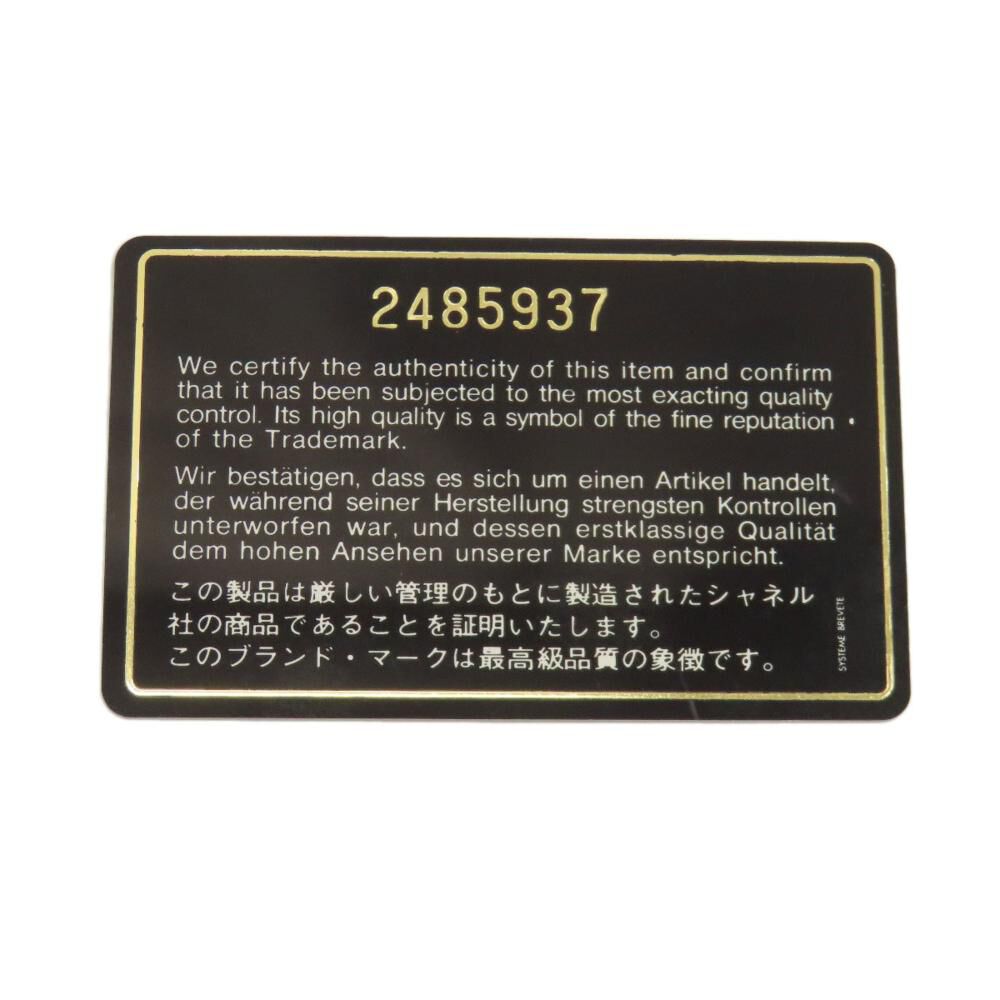 2485937
We certify the authenticity of this item and confirm
that it has been subjected to the most exacting quality
control. Its high quality is a symbol of the fine reputation
of the Trademark.
Wir bestätigen, dass es sich um einen Artikel handelt,
der während seiner Herstellung strengsten Kontrollen
unterworfen war, und dessen erstklassige Qualität
dem hohen Ansehen unserer Marke entspricht.
この製品は厳しい管理のもとに製造されたシャネル
社の商品であることを証明いたします。
このブランド・マークは最高級品質の象徴です。
SYSTEME BREVETE